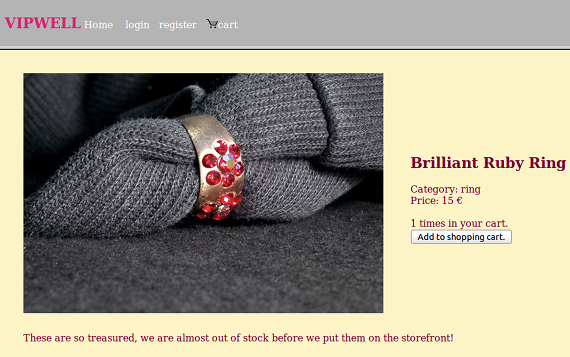 VIPWELL Home login register cart
Brilliant Ruby Ring
Category: ring
Price: 15 €
1 times in your cart.
Add to shopping cart.
These are so treasured, we are almost out of stock before we put them on the storefront!